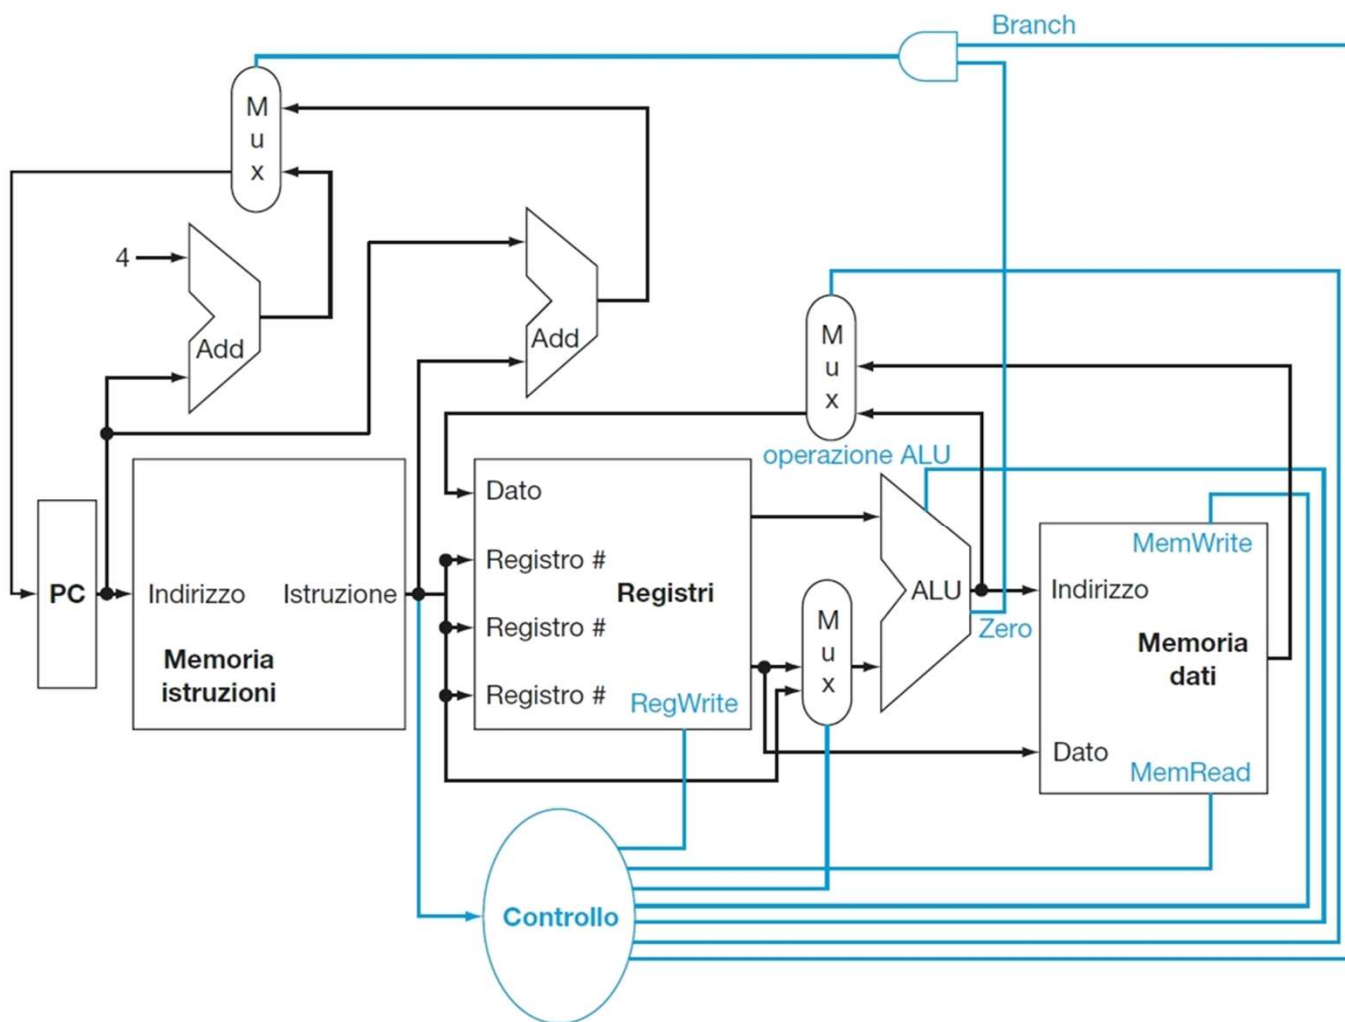 Branch
M
u
x
4
Add
Add
M
u
x
operazione ALU
Dato
Registro #
Registro #
Registro #
Registri
RegWrite
PC
Indirizzo
Istruzione
Memoria
istruzioni
M
u
x
ALU
Zero
MemWrite
Indirizzo
Memoria
dati
Dato
MemRead
Controllo